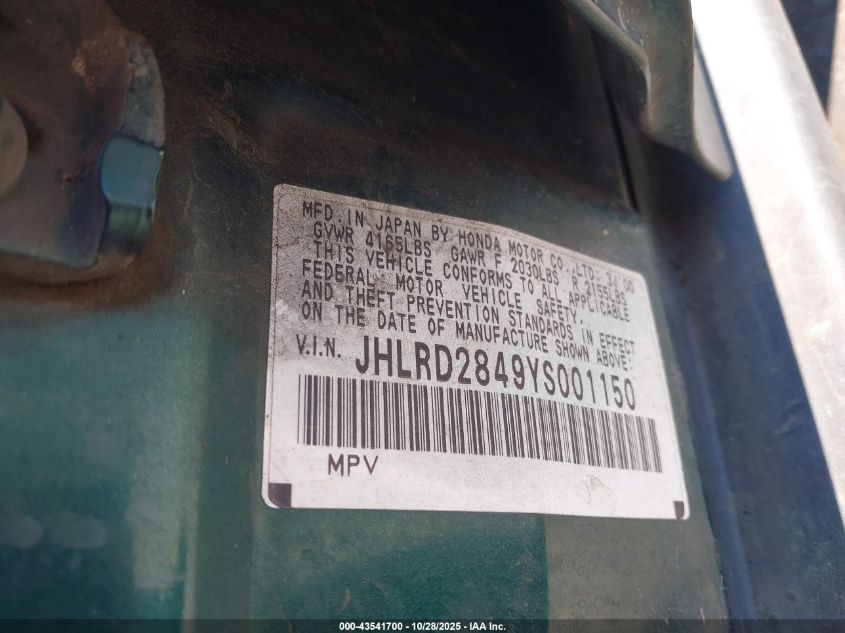 MFD. IN JAPAN BY HONDA MOTOR CO.,LTD. 3/00
GVWR 4165LBS GAWR F 2030LBS R 2155LBS
THIS VEHICLE CONFORMS TO ALL APPLICABLE
FEDERAL MOTOR VEHICLE SAFETY,
AND THEFT PREVENTION STANDARDS IN EFFECT
ON THE DATE OF MANUFACTURE SHOWN ABOVE.
V.I.N. JHLRD2849YS001150
MPV
000-43541700 - 10/28/2025 - IAA Inc.